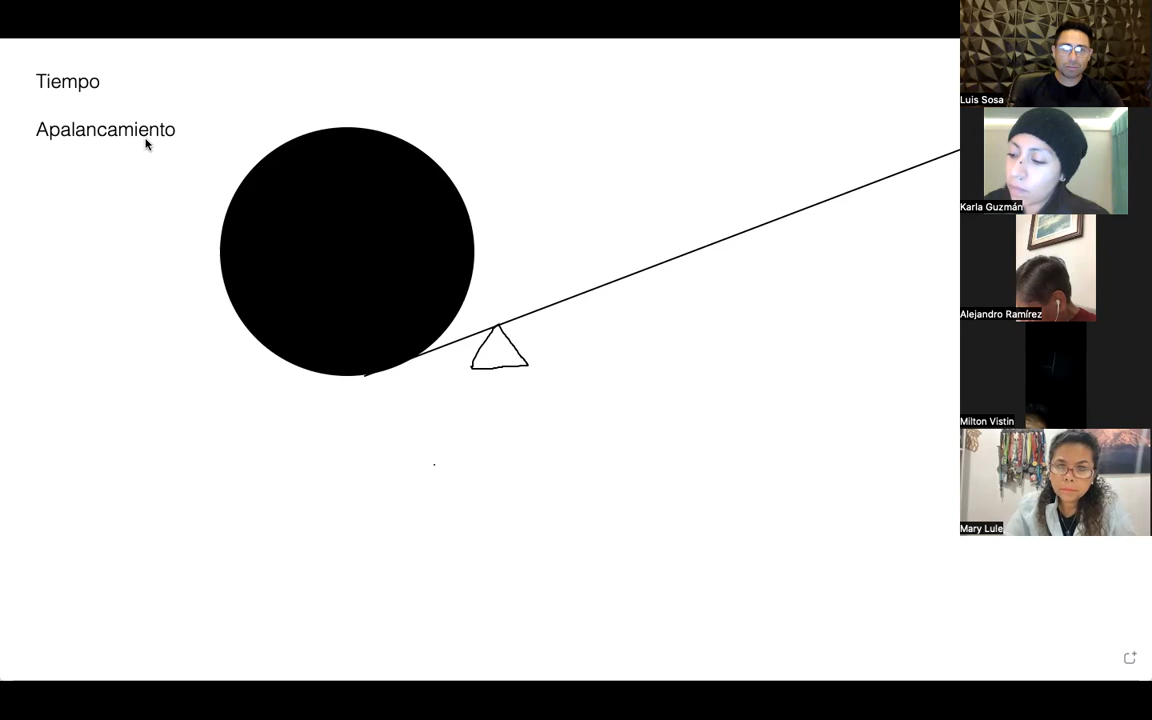 Tiempo
Apalancamiento
Luis Sosa
Karla Guzmán
Alejandro Ramírez
Milton Vistin
Mary Lule